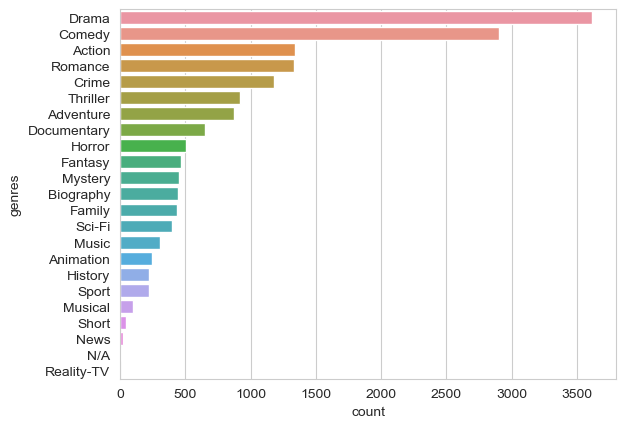 Drama
Comedy
Action
Romance
Crime
Thriller
Adventure
Documentary
Horror
Fantasy
Mystery
Biography
Family
Sci-Fi
Music
Animation
History
Sport
Musical
Short
News
N/A
Reality-TV
genres
0 500 1000 1500 2000 2500 3000 3500
count